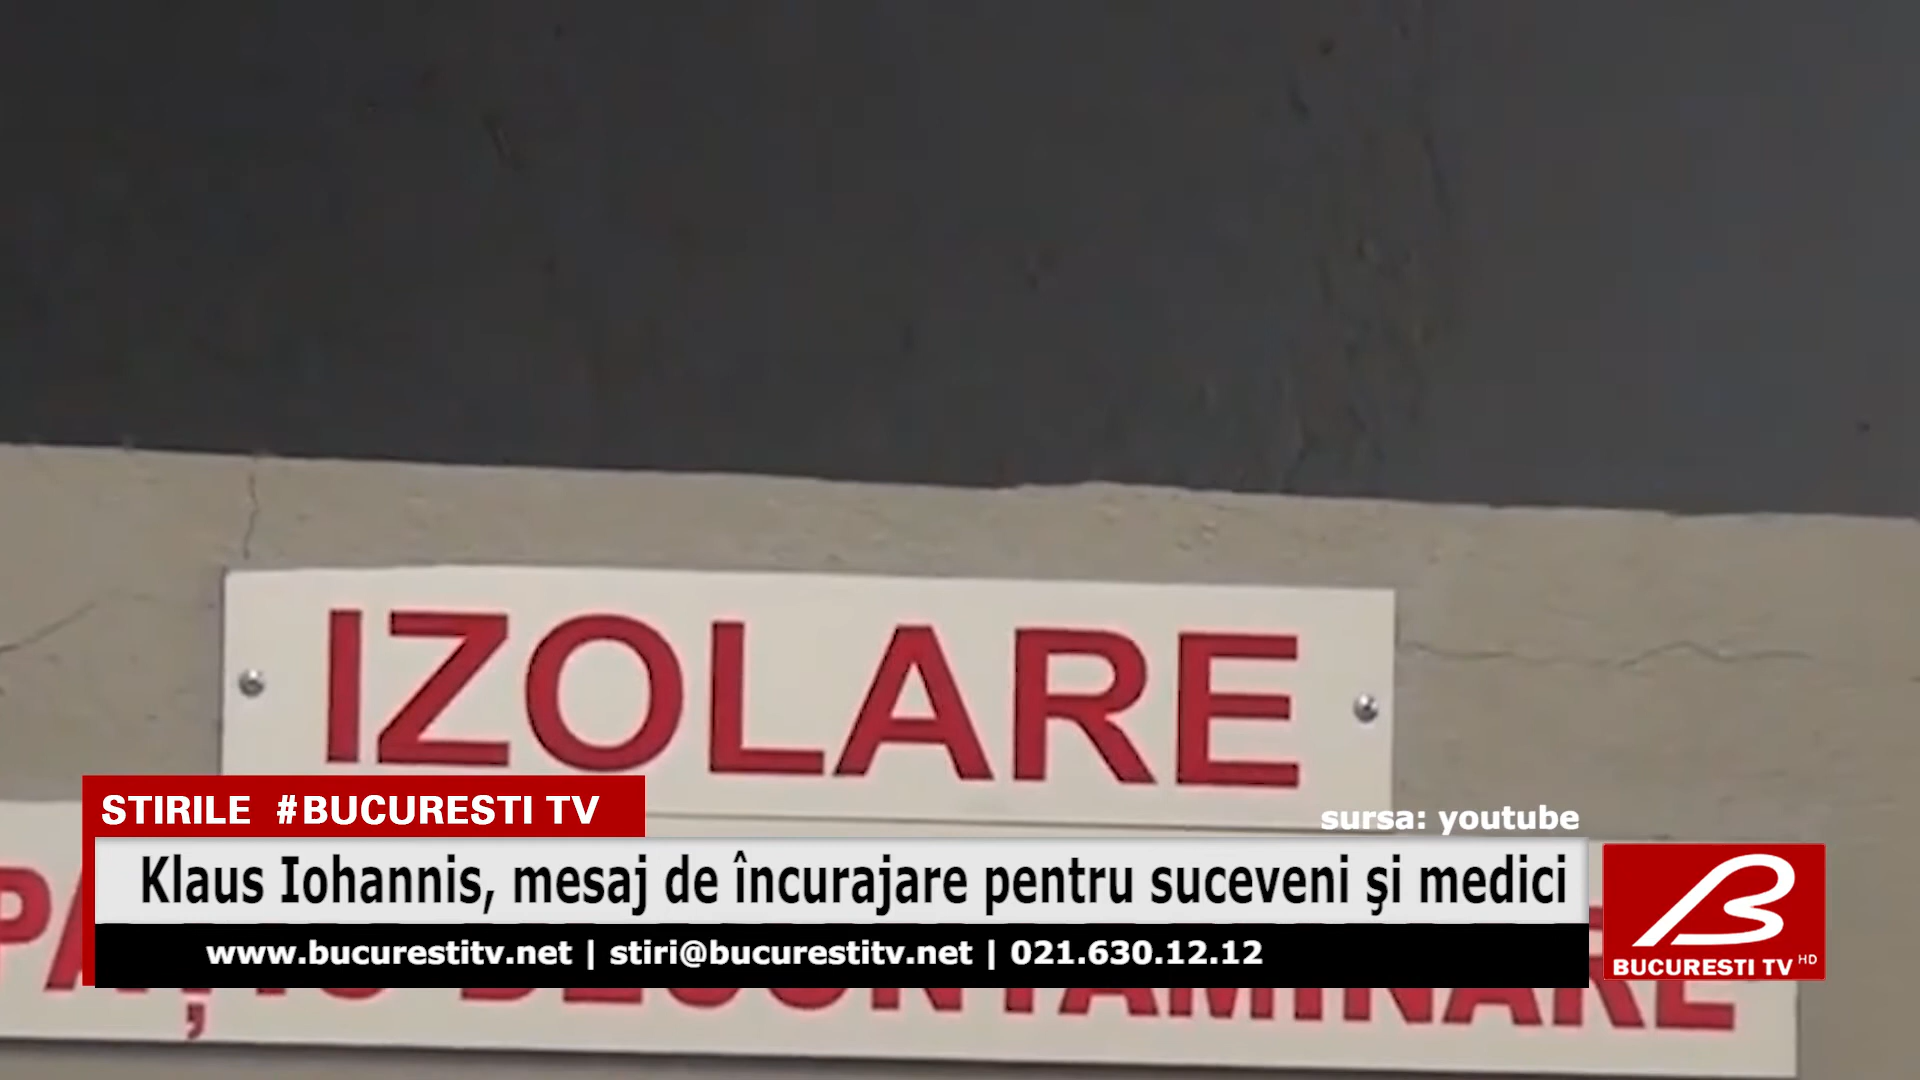 IZOLARE
STIRILE #BUCURESTI TV
sursa: youtube
Klaus Iohannis, mesaj de încurajare pentru suceveni şi medici
www.bucurestitv.net | stiri@bucurestitv.net | 021.630.12.12
BUCURESTI TV HD
DECONTAMINARE